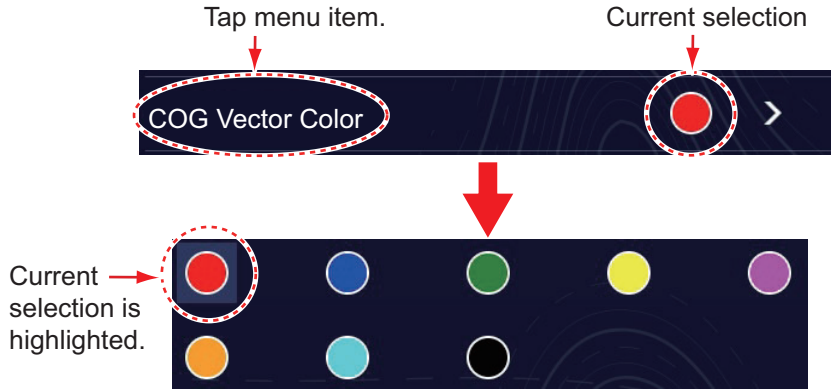 Tap menu item.
Current selection
COG Vector Color
Current
selection is
highlighted.